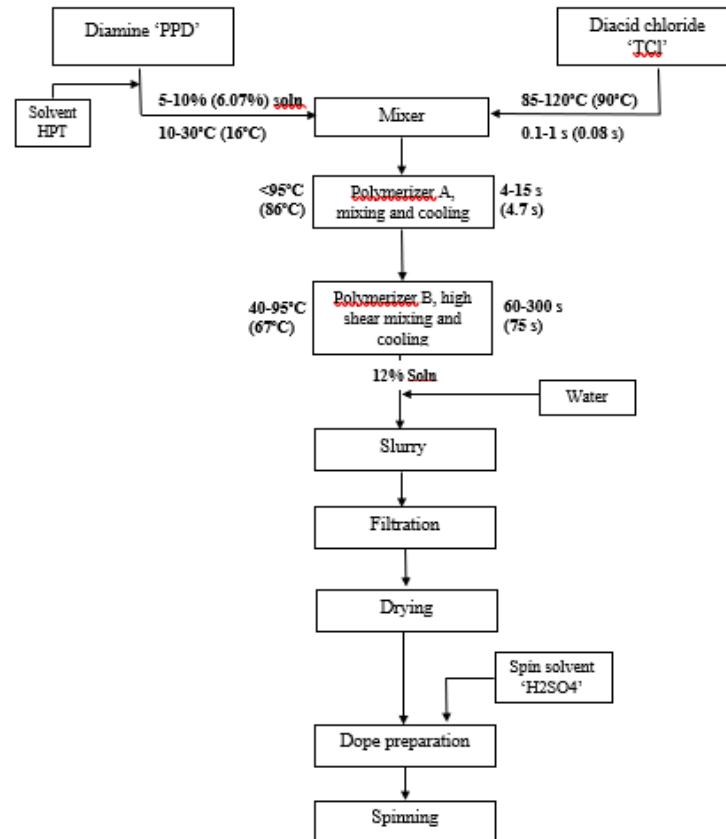 Diamine ‘PPD’
Diacid chloride
‘TCl’
Solvent
HPT
5-10% (6.07%) soln
10-30°C (16°C)
Mixer
85-120°C (90°C)
0.1-1 s (0.08 s)
<95°C
(86°C)
Polymerizer A,
mixing and cooling
4-15 s
(4.7 s)
40-95°C
(67°C)
Polymerizer B, high
shear mixing and
cooling
60-300 s
(75 s)
12% Soln
Water
Slurry
Filtration
Drying
Spin solvent
‘H2SO4’
Dope preparation
Spinning